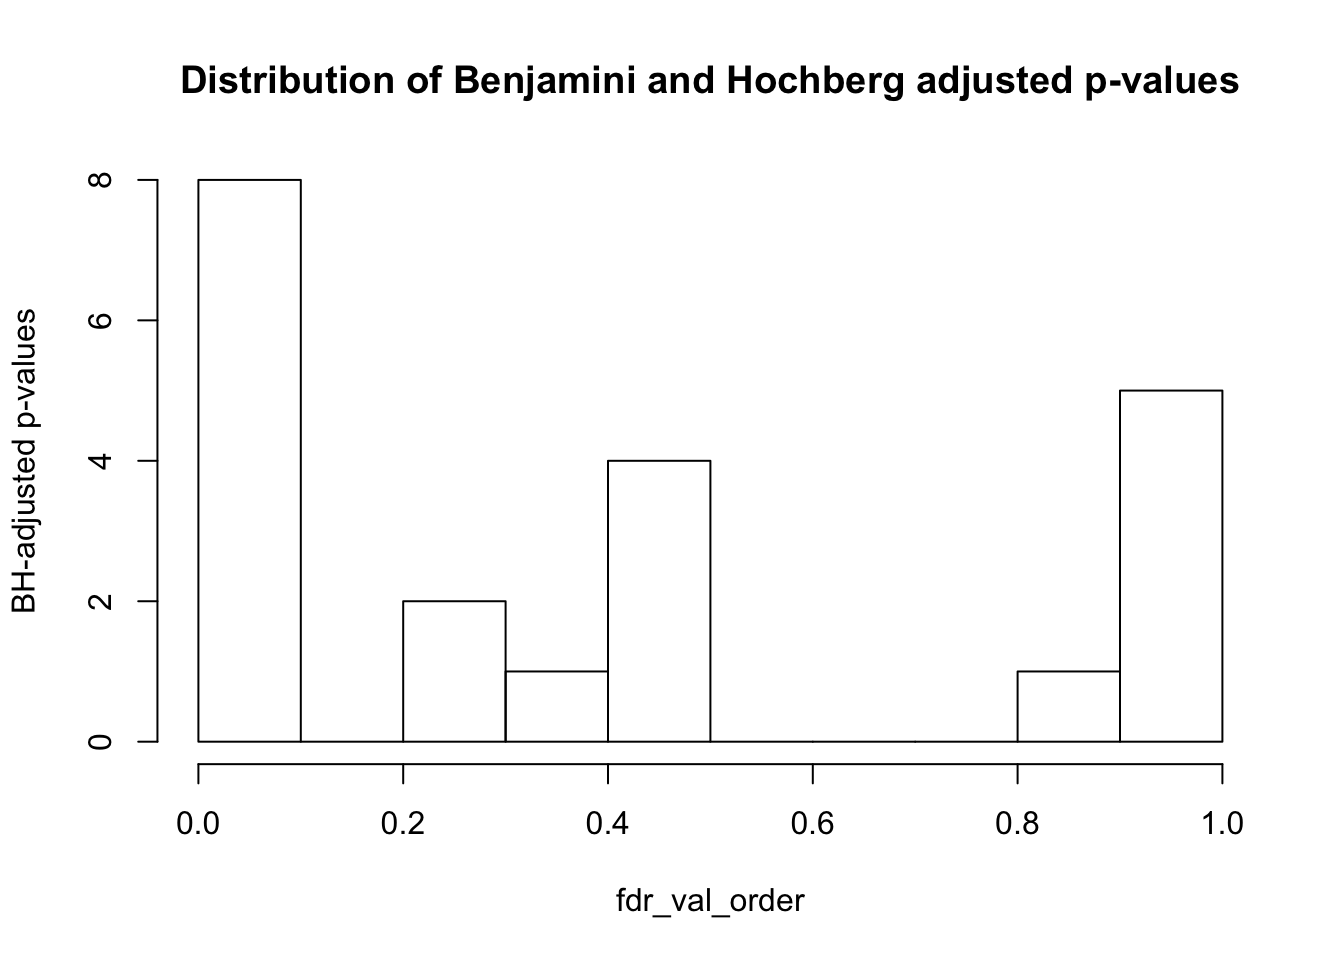 Distribution of Benjamini and Hochberg adjusted p-values
BH-adjusted p-values
8
6
4
2
0
0.0 0.2 0.4 0.6 0.8 1.0
fdr_val_order